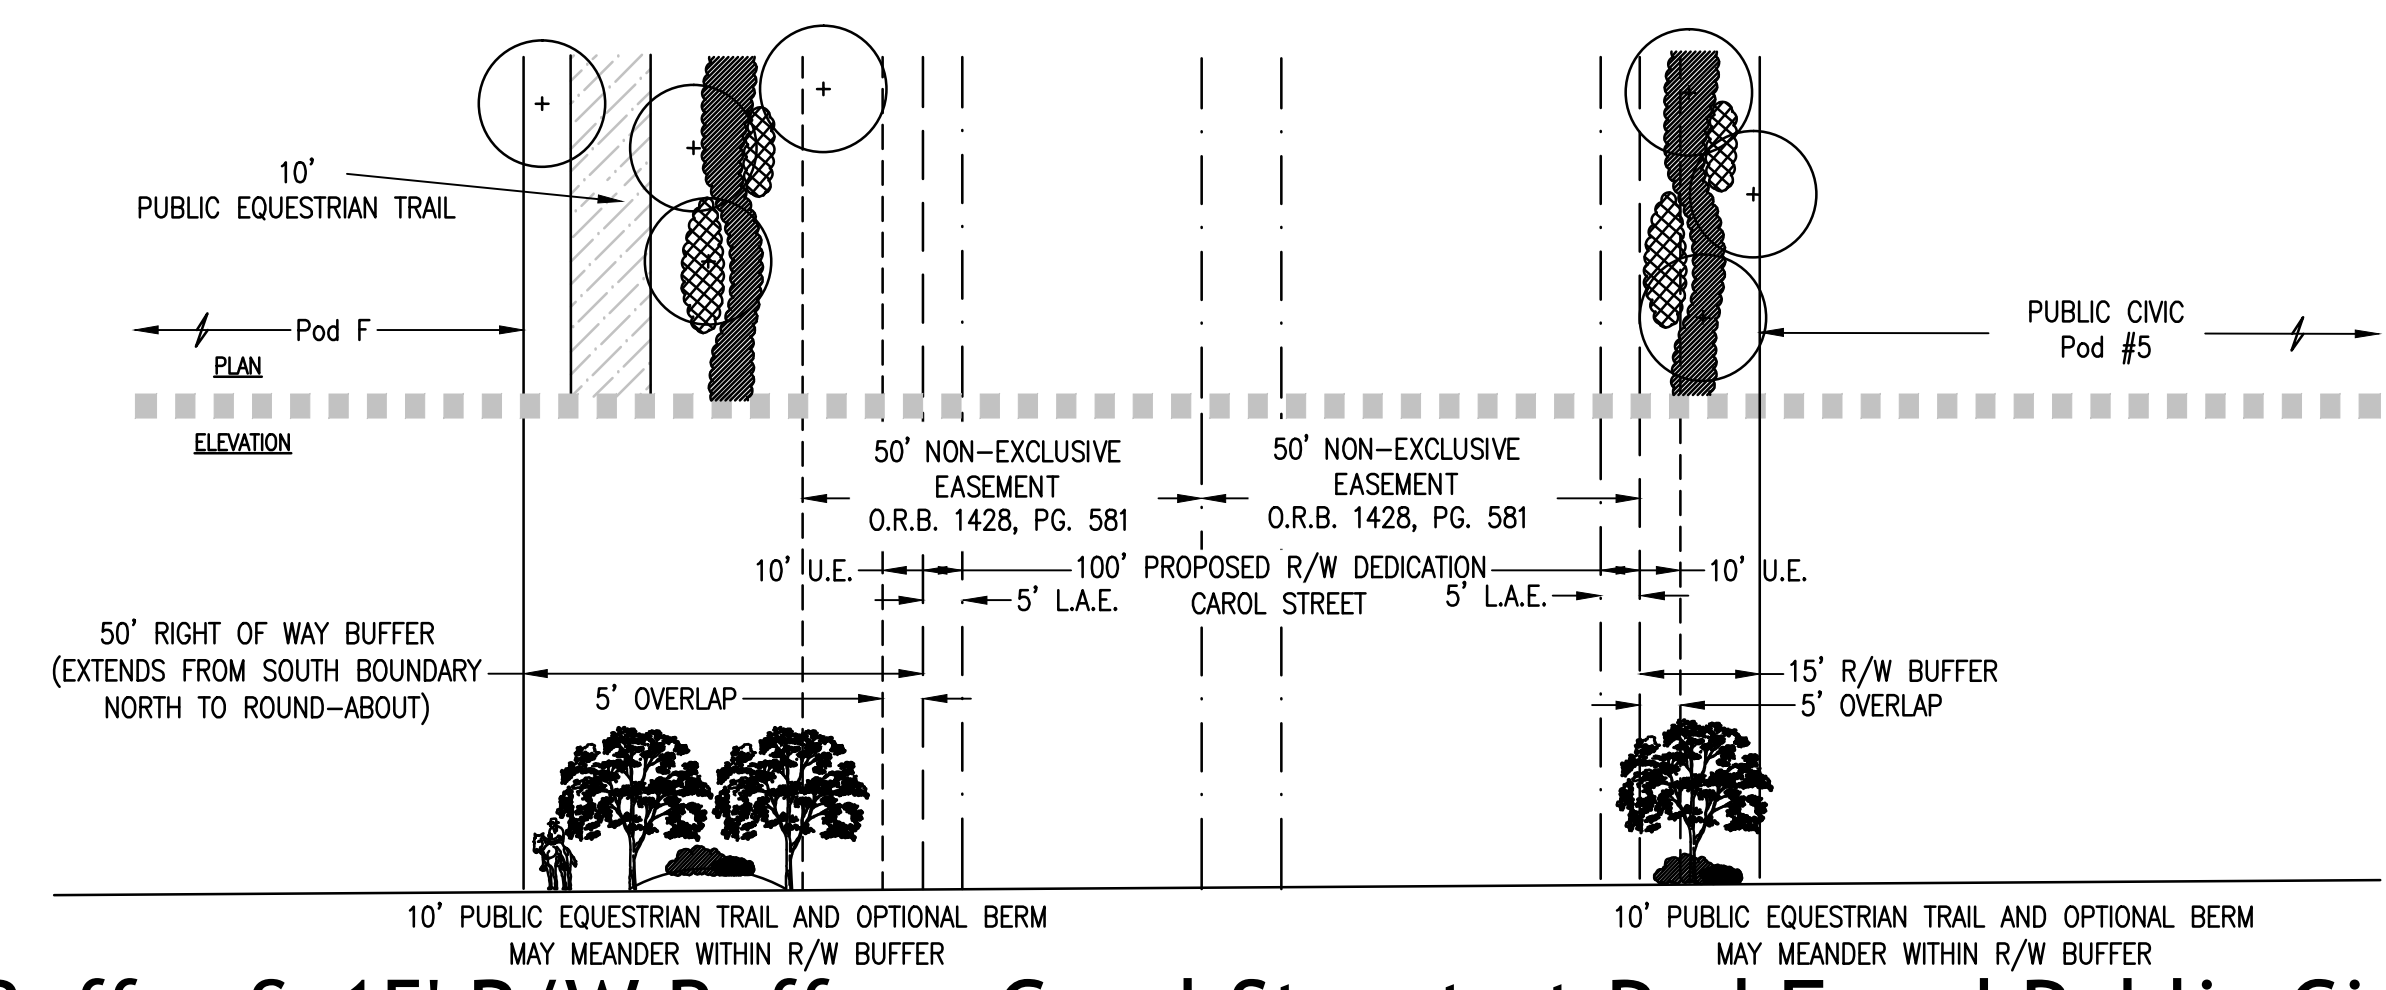 10'
PUBLIC EQUESTRIAN TRAIL
Pod F
PLAN
PUBLIC CIVIC
Pod #5
ELEVATION
50' NON-EXCLUSIVE
EASEMENT
O.R.B. 1428, PG. 581
50' NON-EXCLUSIVE
EASEMENT
O.R.B. 1428, PG. 581
10' U.E.
100' PROPOSED R/W DEDICATION
CAROL STREET
10' U.E.
5' L.A.E.
5' L.A.E.
50' RIGHT OF WAY BUFFER
(EXTENDS FROM SOUTH BOUNDARY
NORTH TO ROUND-ABOUT)
5' OVERLAP
15' R/W BUFFER
5' OVERLAP
10' PUBLIC EQUESTRIAN TRAIL AND OPTIONAL BERM
MAY MEANDER WITHIN R/W BUFFER
10' PUBLIC EQUESTRIAN TRAIL AND OPTIONAL BERM
MAY MEANDER WITHIN R/W BUFFER